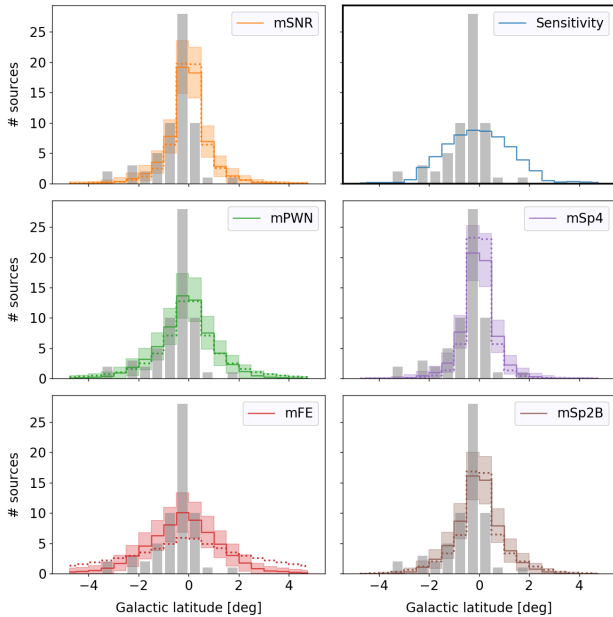 mSNR
Sensitivity
# sources
25
20
15
10
5
0
mPWN
mSp4
# sources
25
20
15
10
5
0
mFE
mSp2B
# sources
25
20
15
10
5
0
−4 −2 0 2 4 −4 −2 0 2 4
Galactic latitude [deg] Galactic latitude [deg]